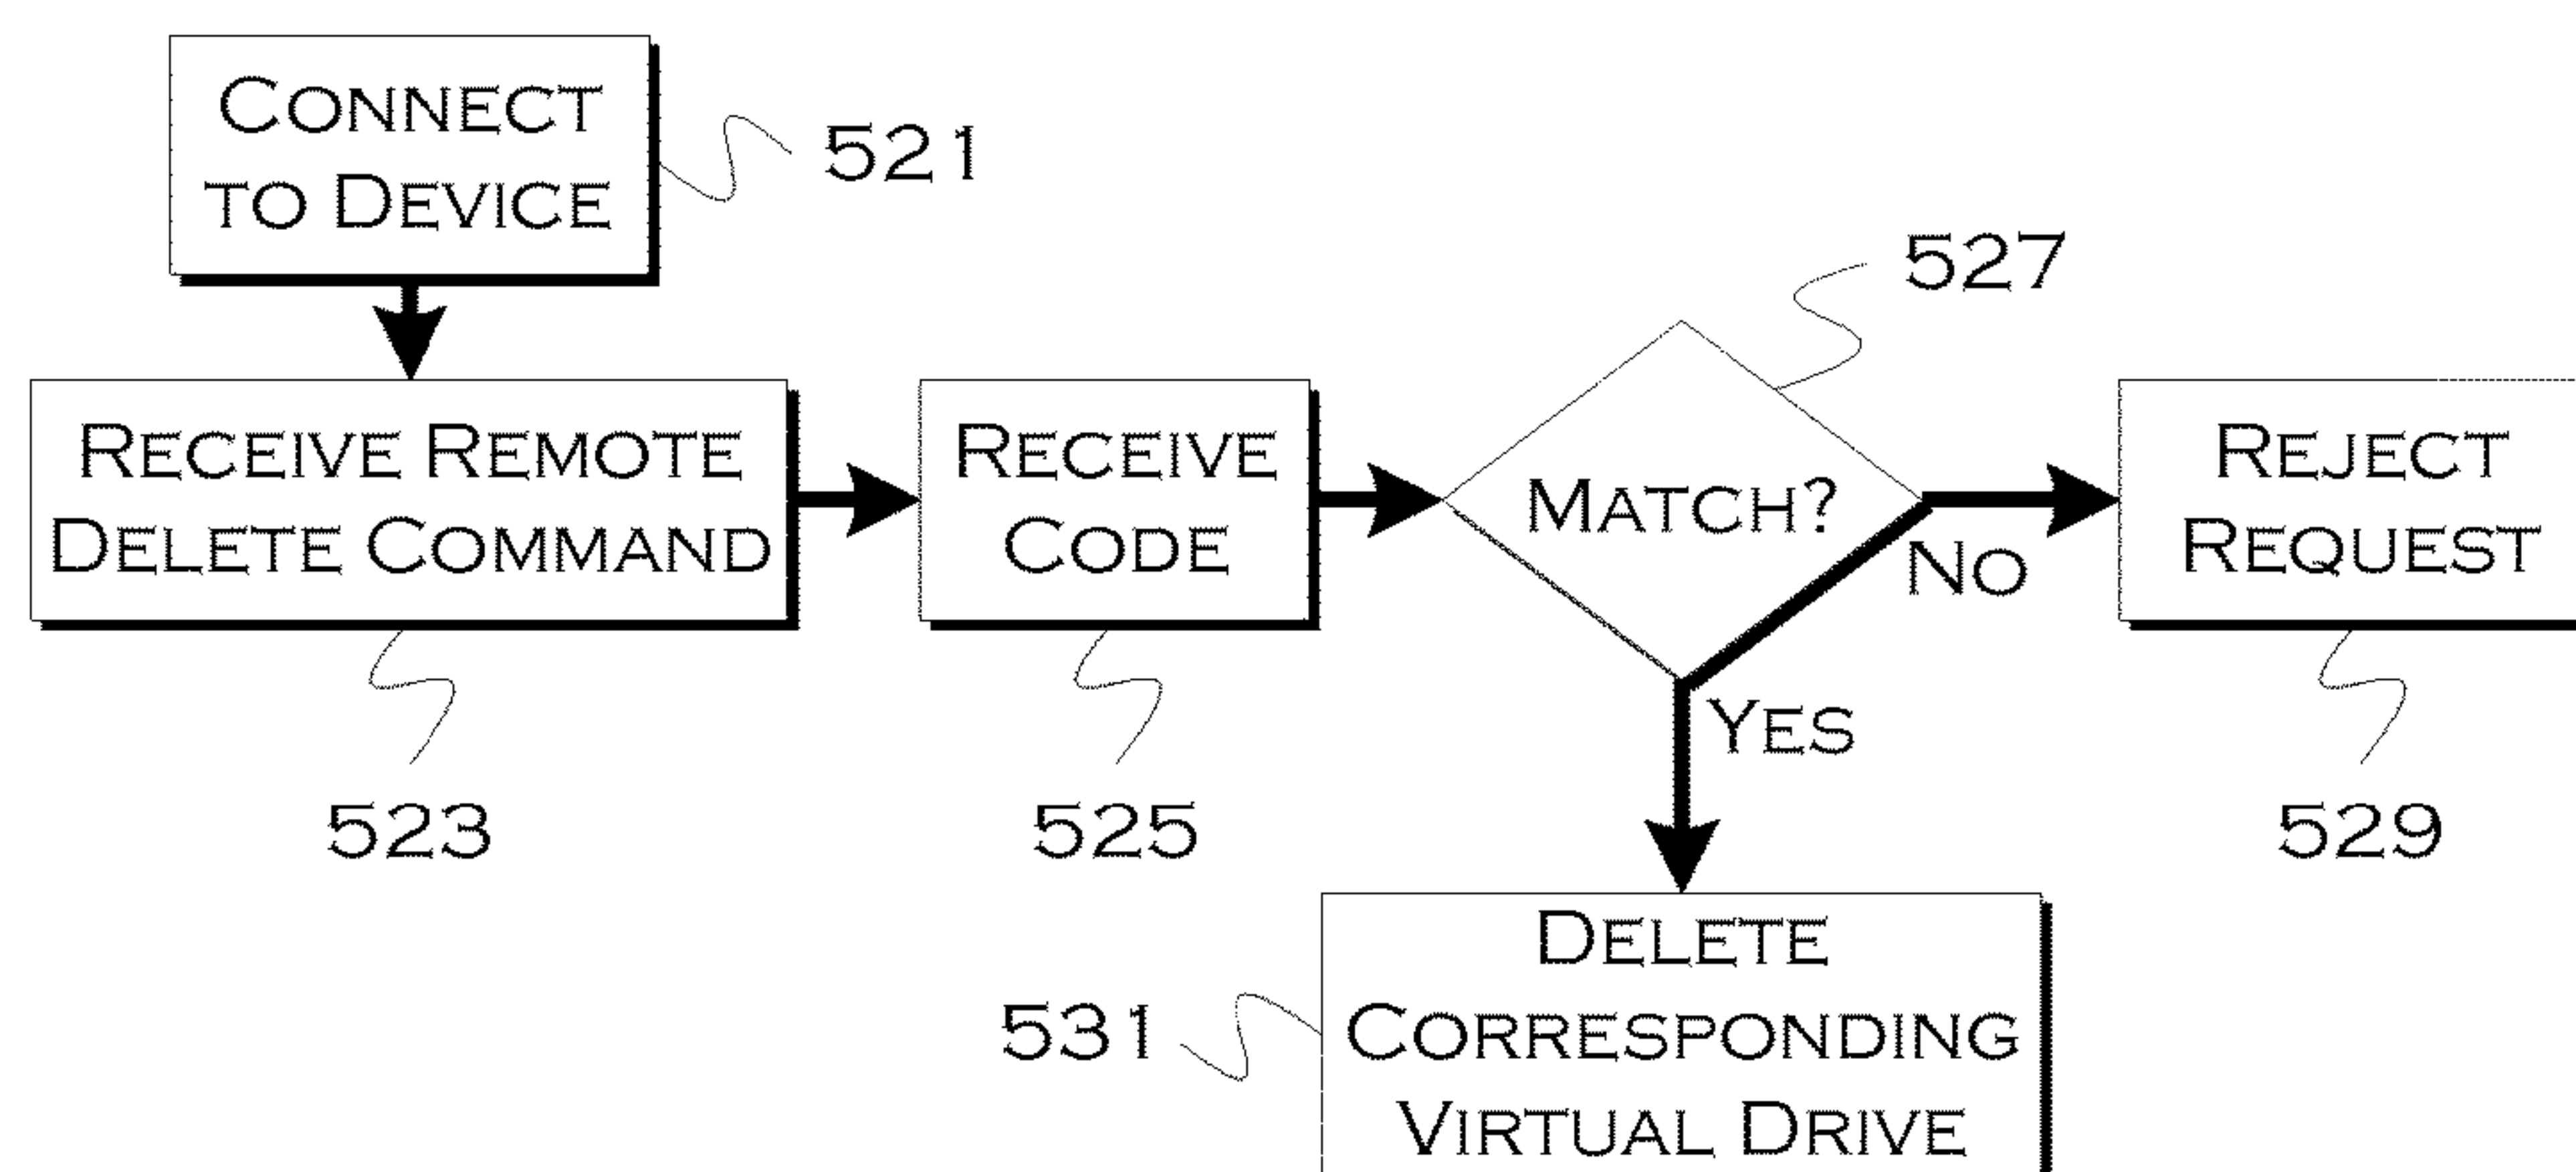 CONNECT
TO DEVICE
521
RECEIVE REMOTE
DELETE COMMAND
523
RECEIVE
CODE
525
MATCH?
527
NO
YES
REJECT
REQUEST
529
DELETE
CORRESPONDING
VIRTUAL DRIVE
531